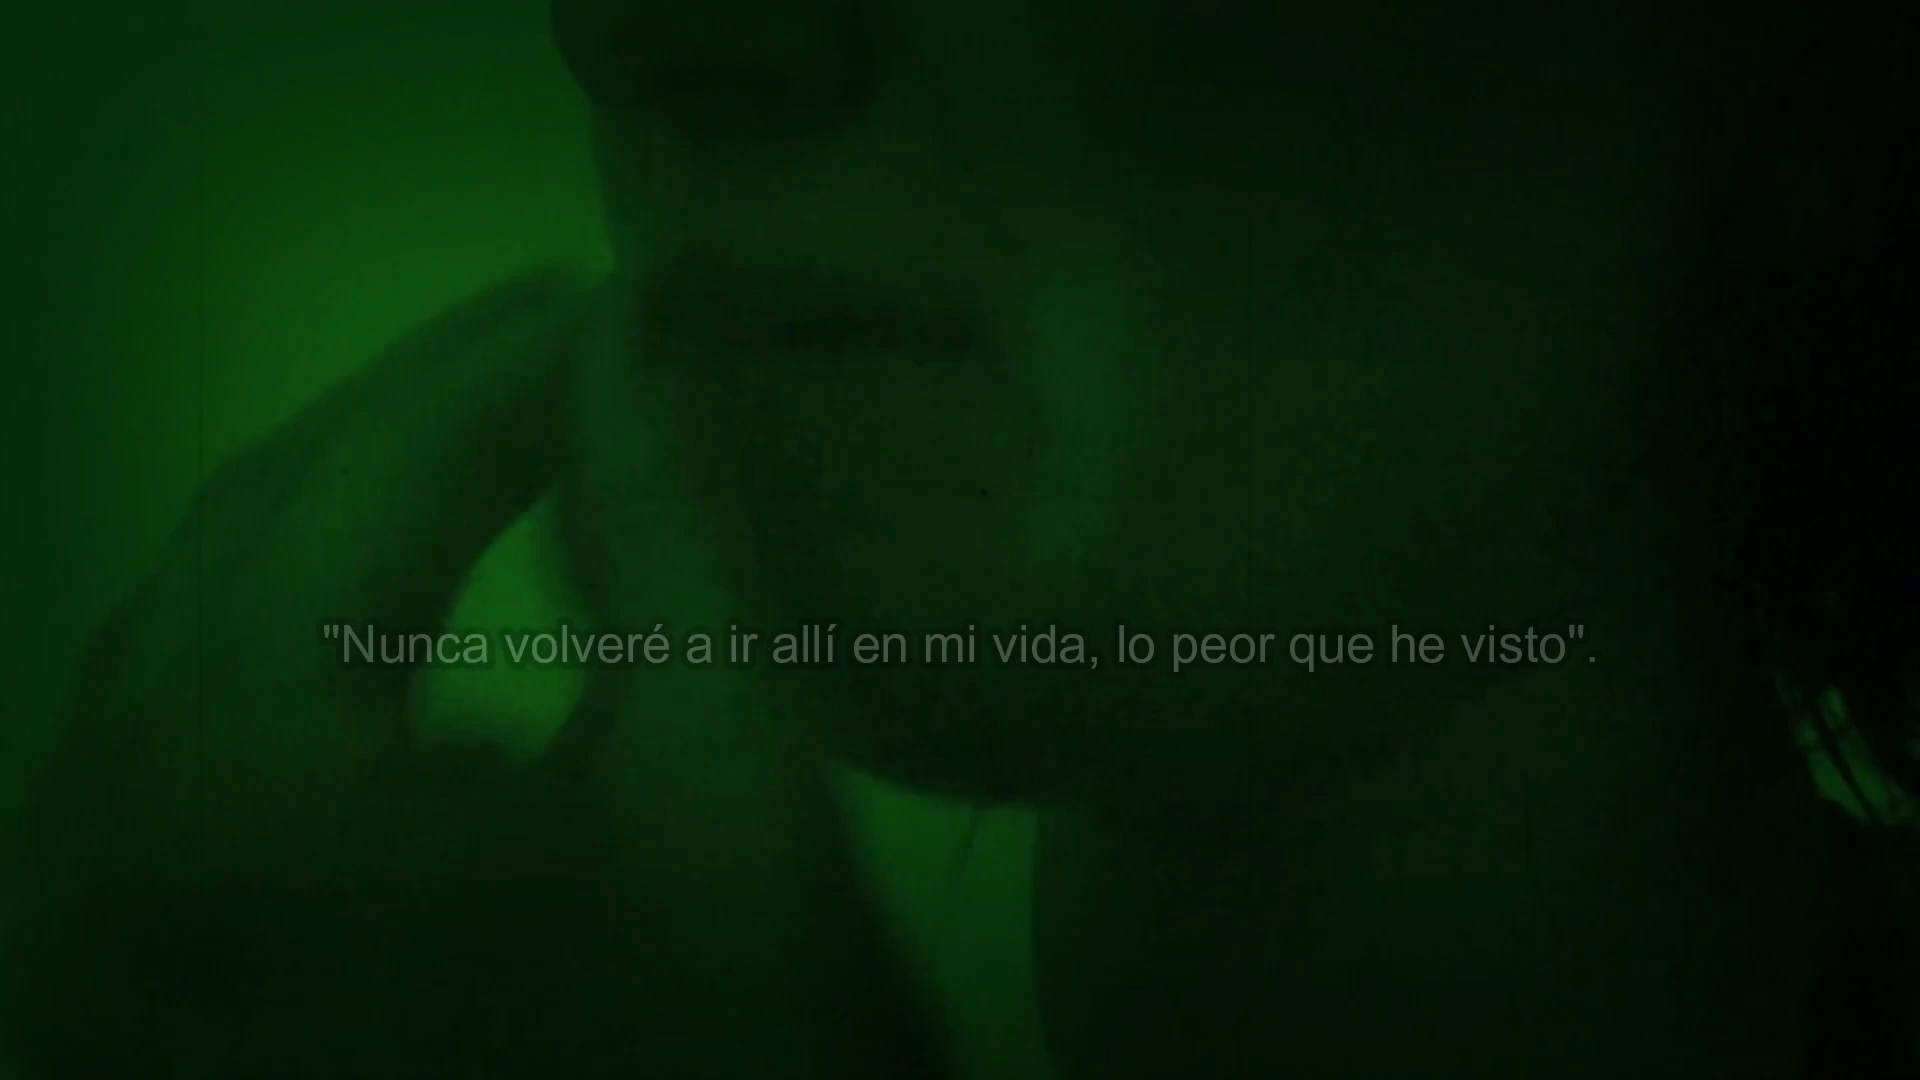 "Nunca volveré a ir allí en mi vida, lo peor que he visto".